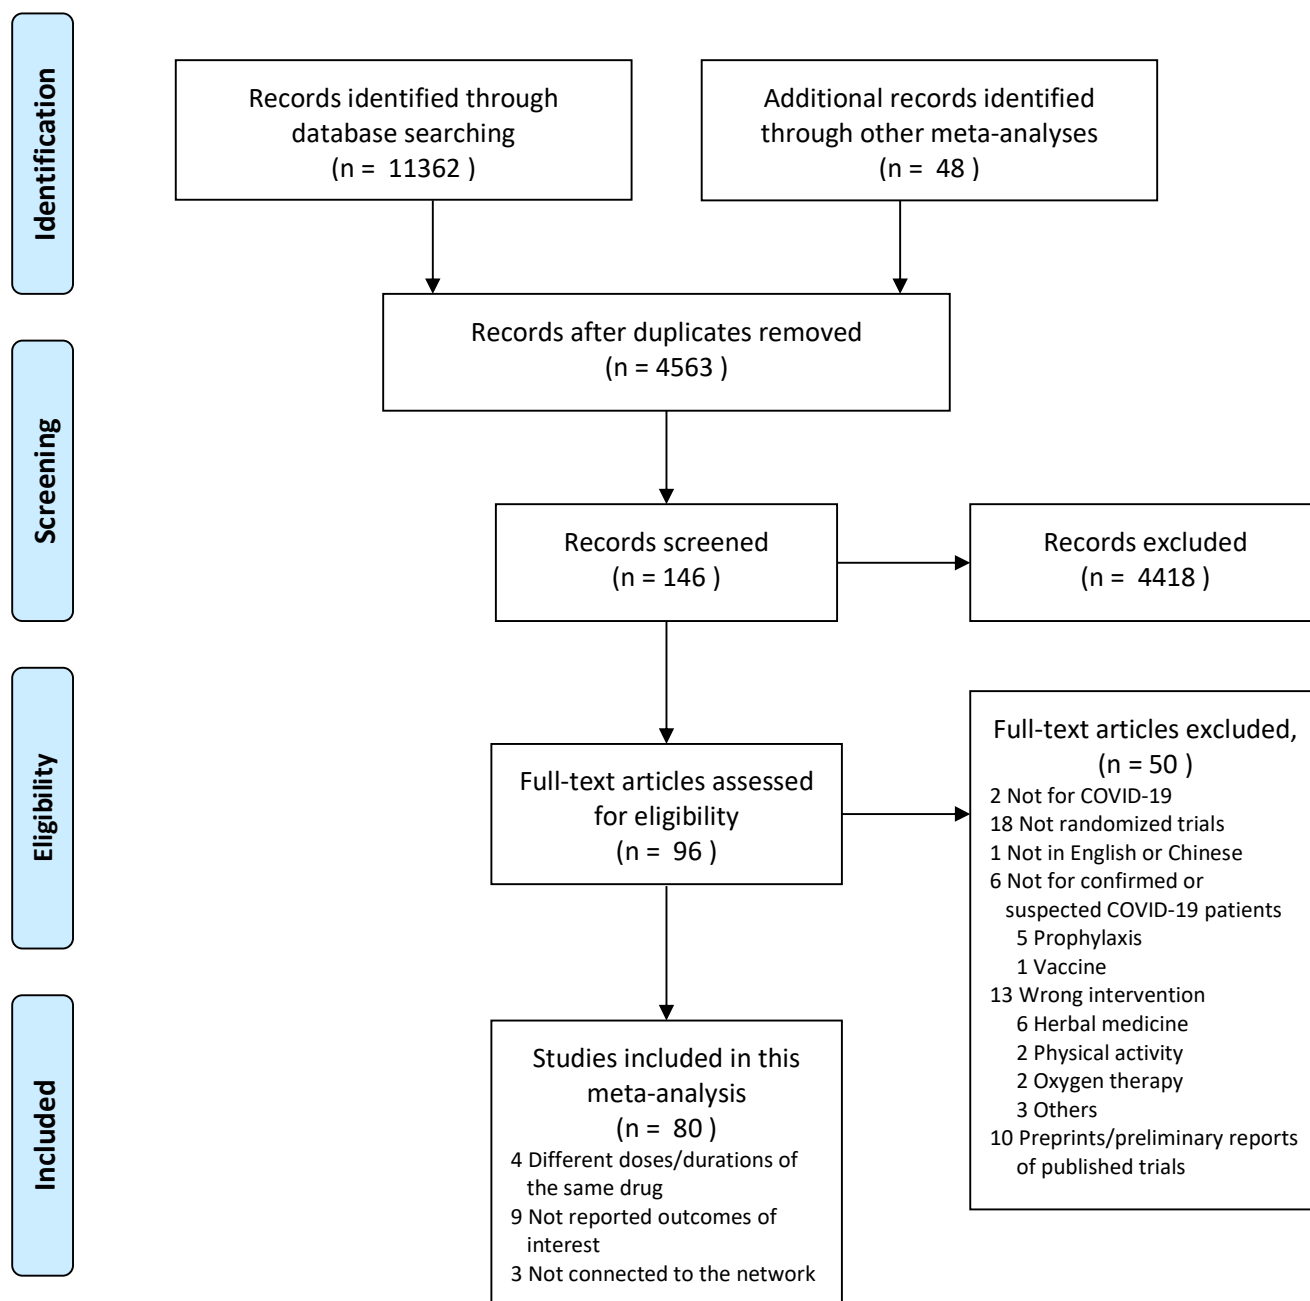 Identification
Records identified through
database searching
(n = 11362 )
Additional records identified
through other meta-analyses
(n = 48 )
Records after duplicates removed
(n = 4563 )
Screening
Records screened
(n = 146 )
Records excluded
(n = 4418 )
Eligibility
Full-text articles assessed
for eligibility
(n = 96 )
Full-text articles excluded,
(n = 50 )
2 Not for COVID-19
18 Not randomized trials
1 Not in English or Chinese
6 Not for confirmed or
suspected COVID-19 patients
5 Prophylaxis
1 Vaccine
13 Wrong intervention
6 Herbal medicine
2 Physical activity
2 Oxygen therapy
3 Others
10 Preprints/preliminary reports
of published trials
Included
Studies included in this
meta-analysis
(n = 80 )
4 Different doses/durations of
the same drug
9 Not reported outcomes of
interest
3 Not connected to the network